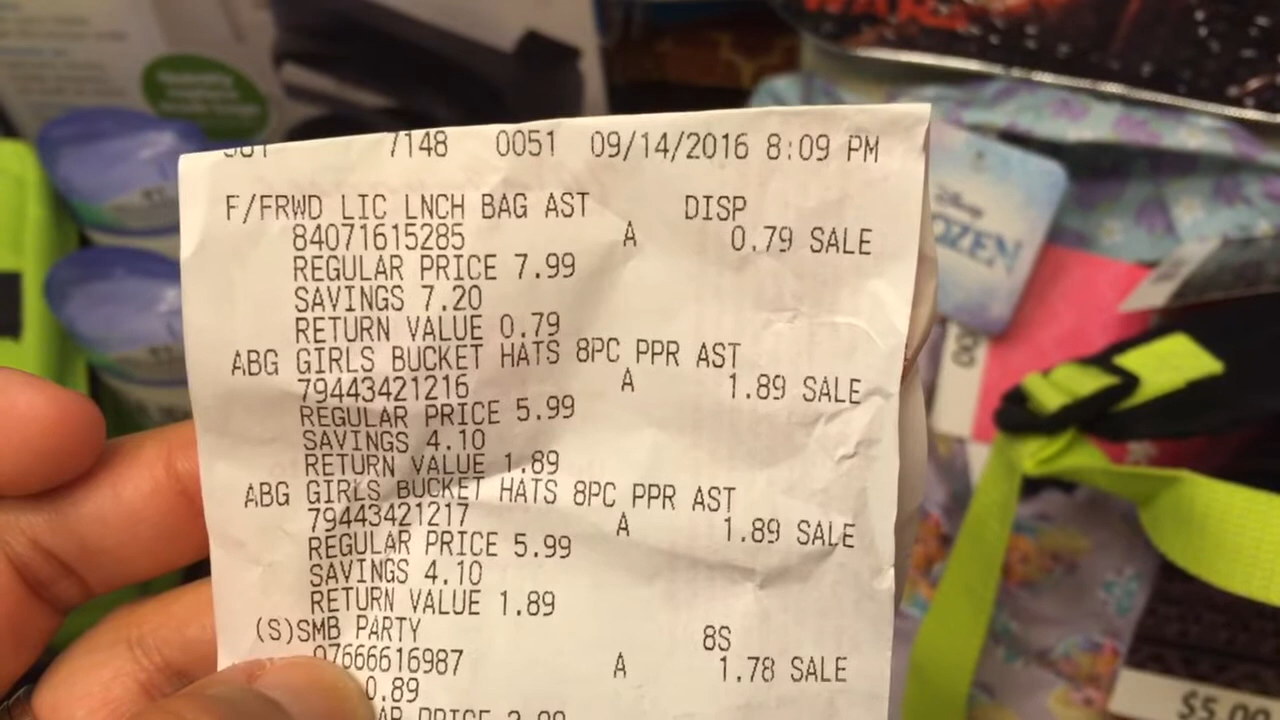 7148 0051 09/14/2016 8:09 PM
F/FRWD LIC LNCH BAG AST DISP
84071615285 A 0.79 SALE
REGULAR PRICE 7.99
SAVINGS 7.20
RETURN VALUE 0.79
ABG GIRLS BUCKET HATS 8PC PPR AST
79443421216 A 1.89 SALE
REGULAR PRICE 5.99
SAVINGS 4.10
RETURN VALUE 1.89
ABG GIRLS BUCKET HATS 8PC PPR AST
79443421217 A 1.89 SALE
REGULAR PRICE 5.99
SAVINGS 4.10
RETURN VALUE 1.89
(S)SMB PARTY 8S
97666616987 A 1.78 SALE
0.89
Disney
OZEN
$5.00